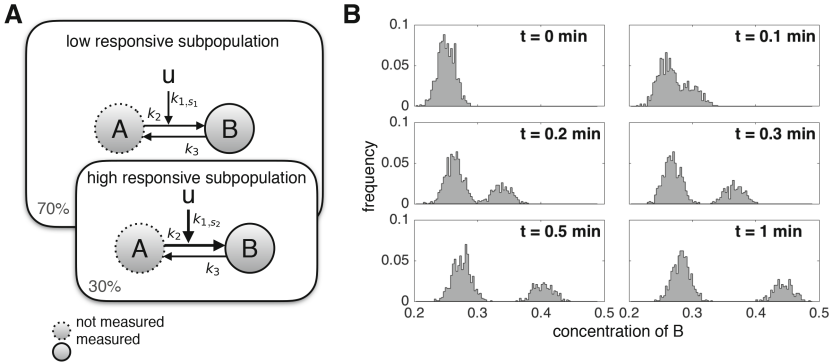 A
low responsive subpopulation
u
k1,s1
k2
A
B
k3
70%
high responsive subpopulation
u
k1,s2
k2
A
B
k3
30%
not measured
measured
B
frequency
0.1
0.05
0
t = 0 min
t = 0.1 min
0.1
0.05
0
t = 0.2 min
t = 0.3 min
0.1
0.05
0
t = 0.5 min
t = 1 min
0.2 0.3 0.4 0.5 0.2 0.3 0.4 0.5
concentration of B